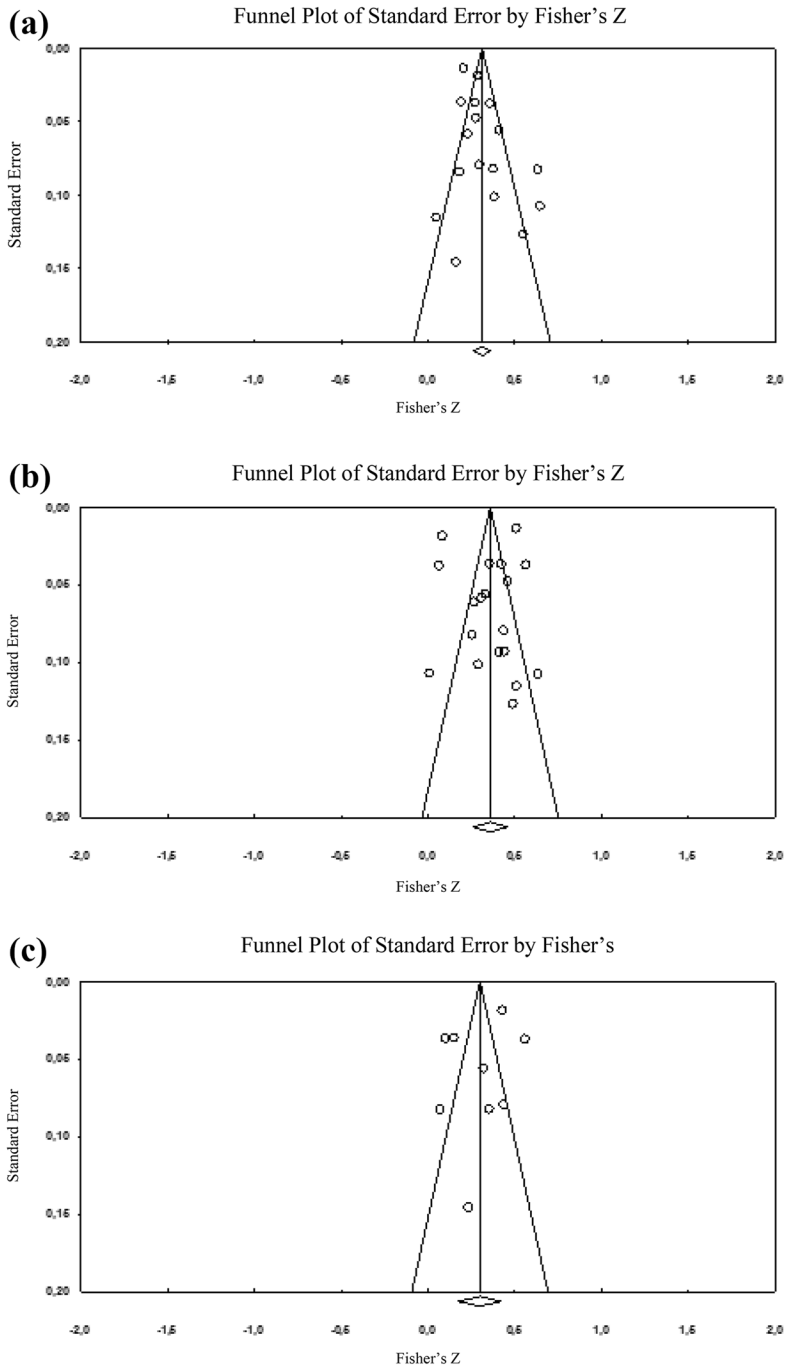 (a)
Funnel Plot of Standard Error by Fisher's Z
0,00
0,05
0,10
0,15
0,20
Standard Error
-2,0 -1,5 -1,0 -0,5 0,0 0,5 1,0 1,5 2,0
Fisher's Z
(b)
Funnel Plot of Standard Error by Fisher's Z
0,00
0,05
0,10
0,15
0,20
Standard Error
-2,0 -1,5 -1,0 -0,5 0,0 0,5 1,0 1,5 2,0
Fisher's Z
(c)
Funnel Plot of Standard Error by Fisher's
0,00
0,05
0,10
0,15
0,20
Standard Error
-2,0 -1,5 -1,0 -0,5 0,0 0,5 1,0 1,5 2,0
Fisher's Z